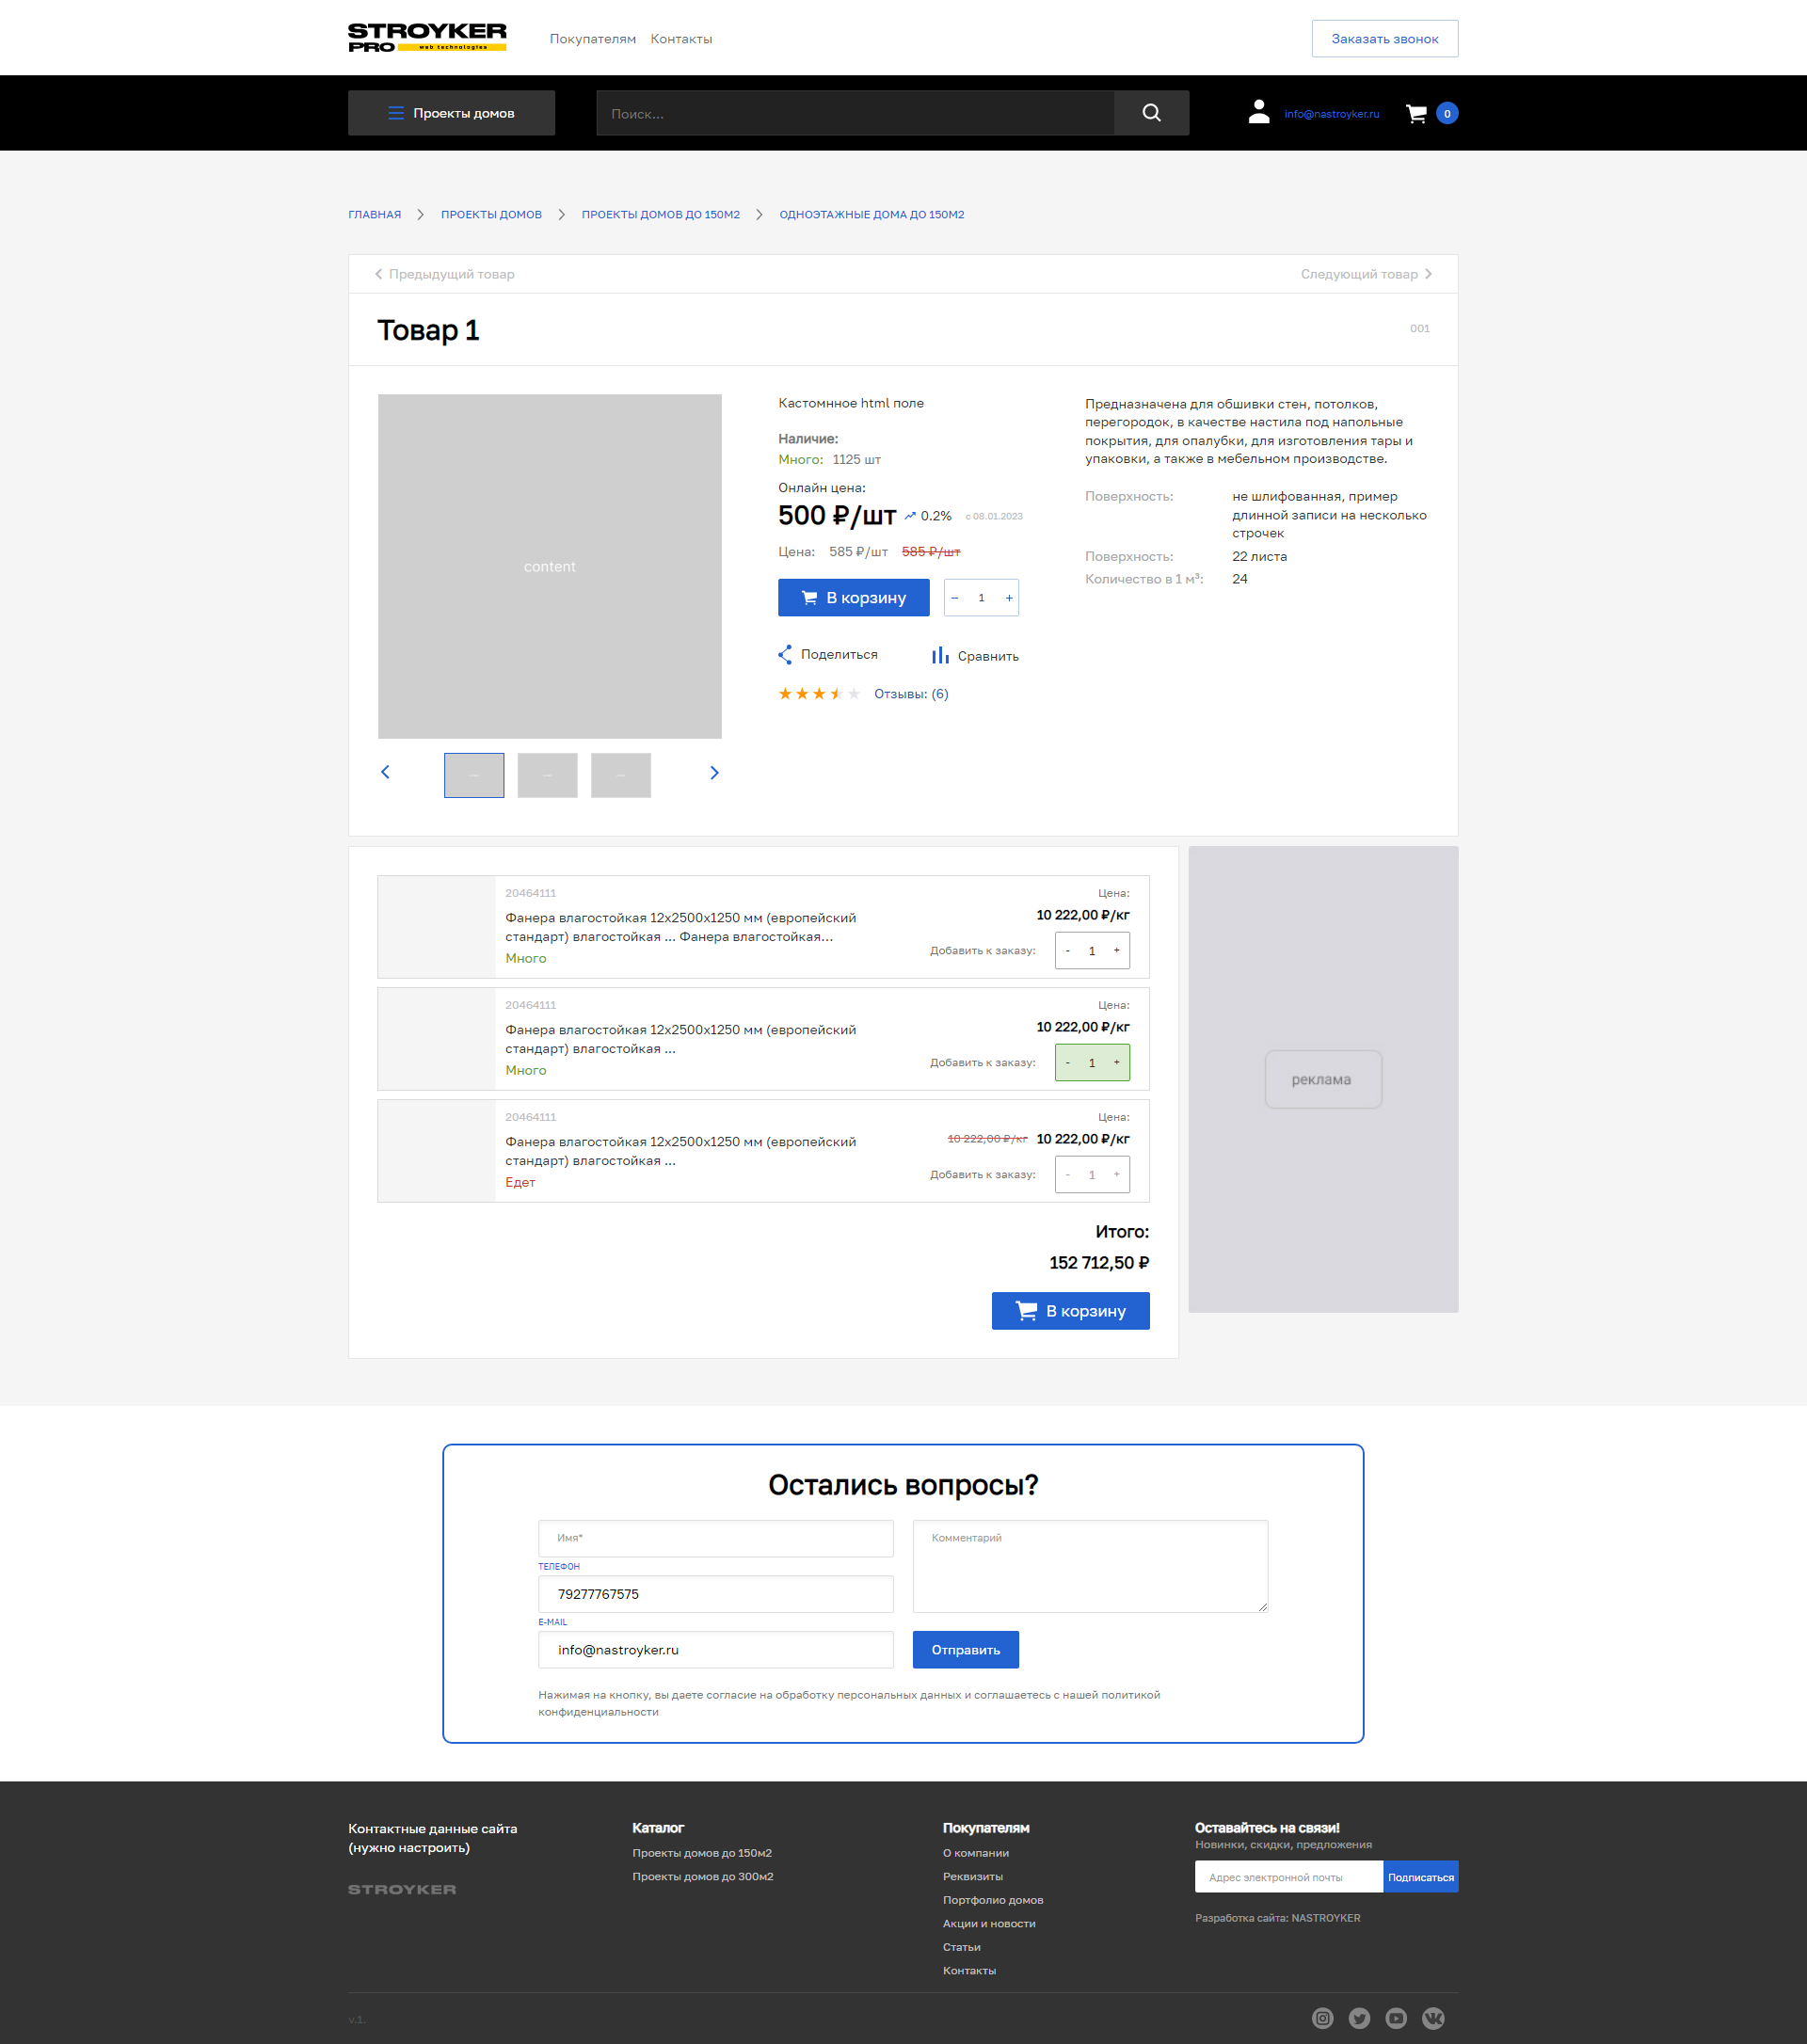 STROYKER
PRO web technologies
Покупателям Контакты
Заказать звонок
Проекты домов
Поиск...
info@nastroyker.ru
0
ГЛАВНАЯ ПРОЕКТЫ ДОМОВ ПРОЕКТЫ ДОМОВ ДО 150М2 ОДНОЭТАЖНЫЕ ДОМА ДО 150М2
Предыдущий товар
Следующий товар
Товар 1
001
content
Кастомнное html поле
Наличие:
Много: 1125 шт
Онлайн цена:
500 ₽/шт 0.2% с 08.01.2023
Цена: 585 ₽/шт 585 ₽/шт
В корзину
− 1 +
Поделиться
Сравнить
Отзывы: (6)
Предназначена для обшивки стен, потолков,
перегородок, в качестве настила под напольные
покрытия, для опалубки, для изготовления тары и
упаковки, а также в мебельном производстве.
Поверхность: не шлифованная, пример
длинной записи на несколько
строчек
Поверхность: 22 листа
Количество в 1 м³: 24
20464111
Фанера влагостойкая 12х2500х1250 мм (европейский
стандарт) влагостойкая ... Фанера влагостойкая...
Много
Цена:
10 222,00 ₽/кг
Добавить к заказу: - 1 +
20464111
Фанера влагостойкая 12х2500х1250 мм (европейский
стандарт) влагостойкая ...
Много
Цена:
10 222,00 ₽/кг
Добавить к заказу: - 1 +
20464111
Фанера влагостойкая 12х2500х1250 мм (европейский
стандарт) влагостойкая ...
Едет
Цена:
10 222,00 ₽/кг 10 222,00 ₽/кг
Добавить к заказу: - 1 +
Итого:
152 712,50 ₽
В корзину
реклама
Остались вопросы?
Имя*
ТЕЛЕФОН
79277767575
E-MAIL
info@nastroyker.ru
Комментарий
Отправить
Нажимая на кнопку, вы даете согласие на обработку персональных данных и соглашаетесь с нашей политикой
конфиденциальности
Контактные данные сайта
(нужно настроить)
STROYKER
Каталог
Проекты домов до 150м2
Проекты домов до 300м2
Покупателям
О компании
Реквизиты
Портфолио домов
Акции и новости
Статьи
Контакты
Оставайтесь на связи!
Новинки, скидки, предложения
Адрес электронной почты
Подписаться
Разработка сайта: NASTROYKER
v.1.